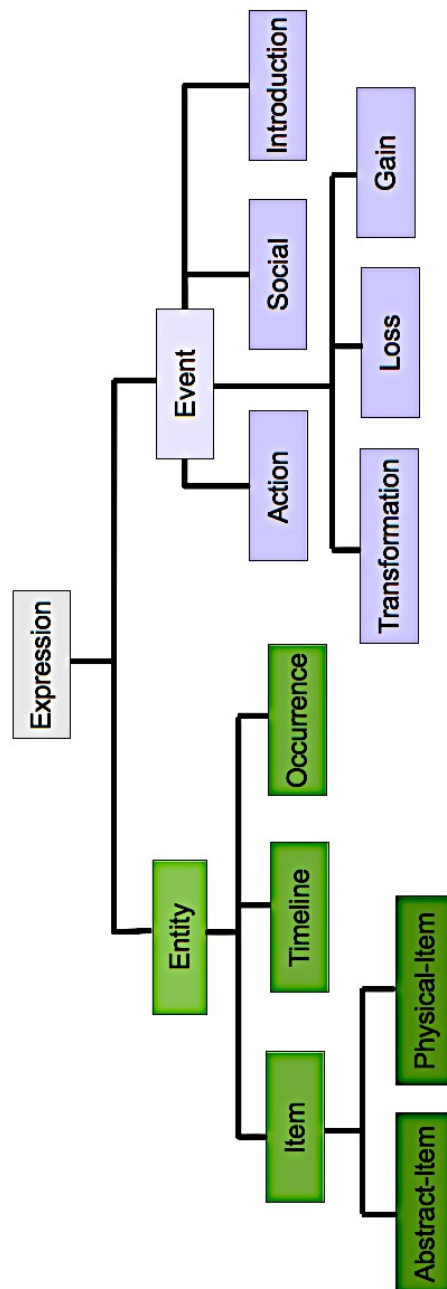 Expression
Entity
Event
Item
Timeline
Occurrence
Action
Social
Introduction
Abstract-Item
Physical-Item
Transformation
Loss
Gain